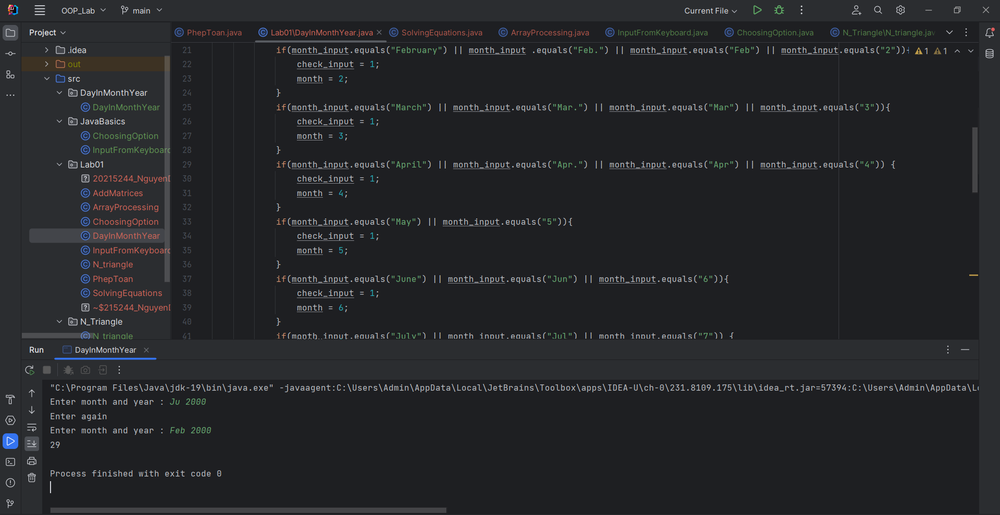 OOP_Lab
main
Current File
Project
PhepToan.java
Lab01\DayInMonthYear.java
SolvingEquations.java
ArrayProcessing.java
InputFromKeyboard.java
ChoosingOption.java
N_Triangle\N_triangle.jav
.idea
out
src
DayInMonthYear
DayInMonthYear
JavaBasics
ChoosingOption
InputFromKeyboard
Lab01
20215244_Nguyen
AddMatrices
ArrayProcessing
ChoosingOption
DayInMonthYear
InputFromKeyboard
N_triangle
PhepToan
SolvingEquations
~$215244_Nguyen
N_Triangle
N_triangle
1 1
21 if(month_input.equals("February") || month_input .equals("Feb.") || month_input.equals("Feb") || month_input.equals("2")){
22 check_input = 1;
23 month = 2;
24 }
25 if(month_input.equals("March") || month_input.equals("Mar.") || month_input.equals("Mar") || month_input.equals("3")){
26 check_input = 1;
27 month = 3;
28 }
29 if(month_input.equals("April") || month_input.equals("Apr.") || month_input.equals("Apr") || month_input.equals("4")) {
30 check_input = 1;
31 month = 4;
32 }
33 if(month_input.equals("May") || month_input.equals("5")){
34 check_input = 1;
35 month = 5;
36 }
37 if(month_input.equals("June") || month_input.equals("Jun") || month_input.equals("6")){
38 check_input = 1;
39 month = 6;
40 }
41 if(month_input.equals("July") || month_input.equals("Jul") || month_input.equals("7")) {
Run
DayInMonthYear
"C:\Program Files\Java\jdk-19\bin\java.exe" -javaagent:C:\Users\Admin\AppData\Local\JetBrains\Toolbox\apps\IDEA-U\ch-0\231.8109.175\lib\idea_rt.jar=57394:C:\Users\Admin\AppData\Lo
Enter month and year : Ju 2000
Enter again
Enter month and year : Feb 2000
29
Process finished with exit code 0